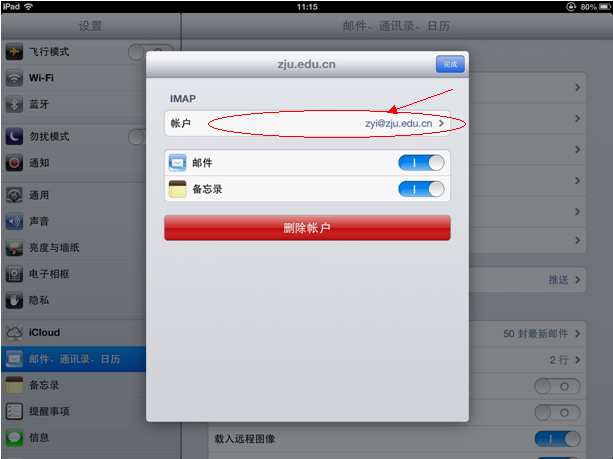 iPad
11:15
80%
设置
邮件、通讯录、日历
飞行模式
Wi-Fi
蓝牙
勿扰模式
通知
通用
声音
亮度与墙纸
电子相框
隐私
iCloud
邮件、通讯录、日历
备忘录
提醒事项
信息
zju.edu.cn
完成
IMAP
帐户 zyi@zju.edu.cn
邮件
备忘录
删除帐户
推送
50 封最新邮件
2 行
载入远程图像